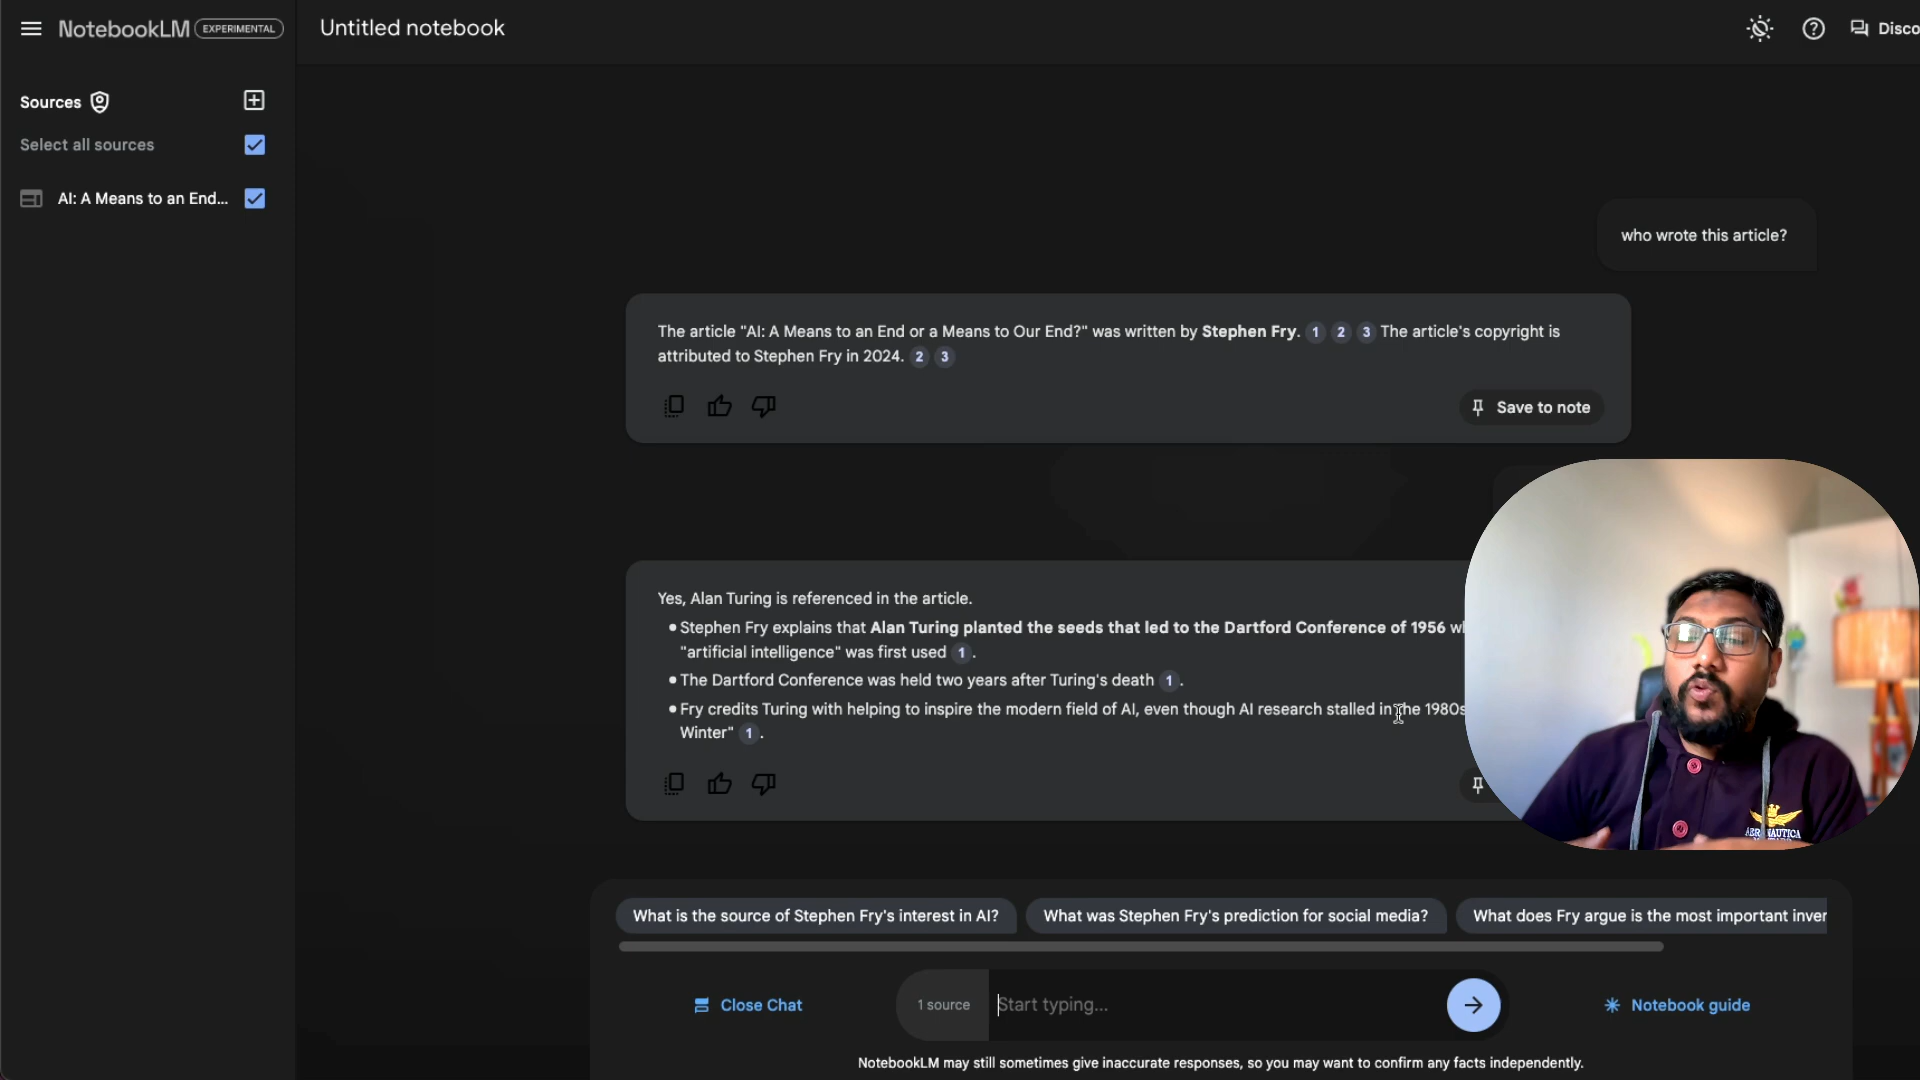 NotebookLM EXPERIMENTAL
Untitled notebook
Disco
Sources
Select all sources
AI: A Means to an End...
who wrote this article?
The article "AI: A Means to an End or a Means to Our End?" was written by Stephen Fry. 1 2 3 The article's copyright is
attributed to Stephen Fry in 2024. 2 3
Save to note
Yes, Alan Turing is referenced in the article.
• Stephen Fry explains that Alan Turing planted the seeds that led to the Dartford Conference of 1956
"artificial intelligence" was first used 1.
• The Dartford Conference was held two years after Turing's death 1.
• Fry credits Turing with helping to inspire the modern field of AI, even though AI research stalled in the 1980s
Winter" 1.
AERONAUTICA
What is the source of Stephen Fry's interest in AI?
What was Stephen Fry's prediction for social media?
What does Fry argue is the most important inver
Close Chat
1 source
Start typing...
Notebook guide
NotebookLM may still sometimes give inaccurate responses, so you may want to confirm any facts independently.